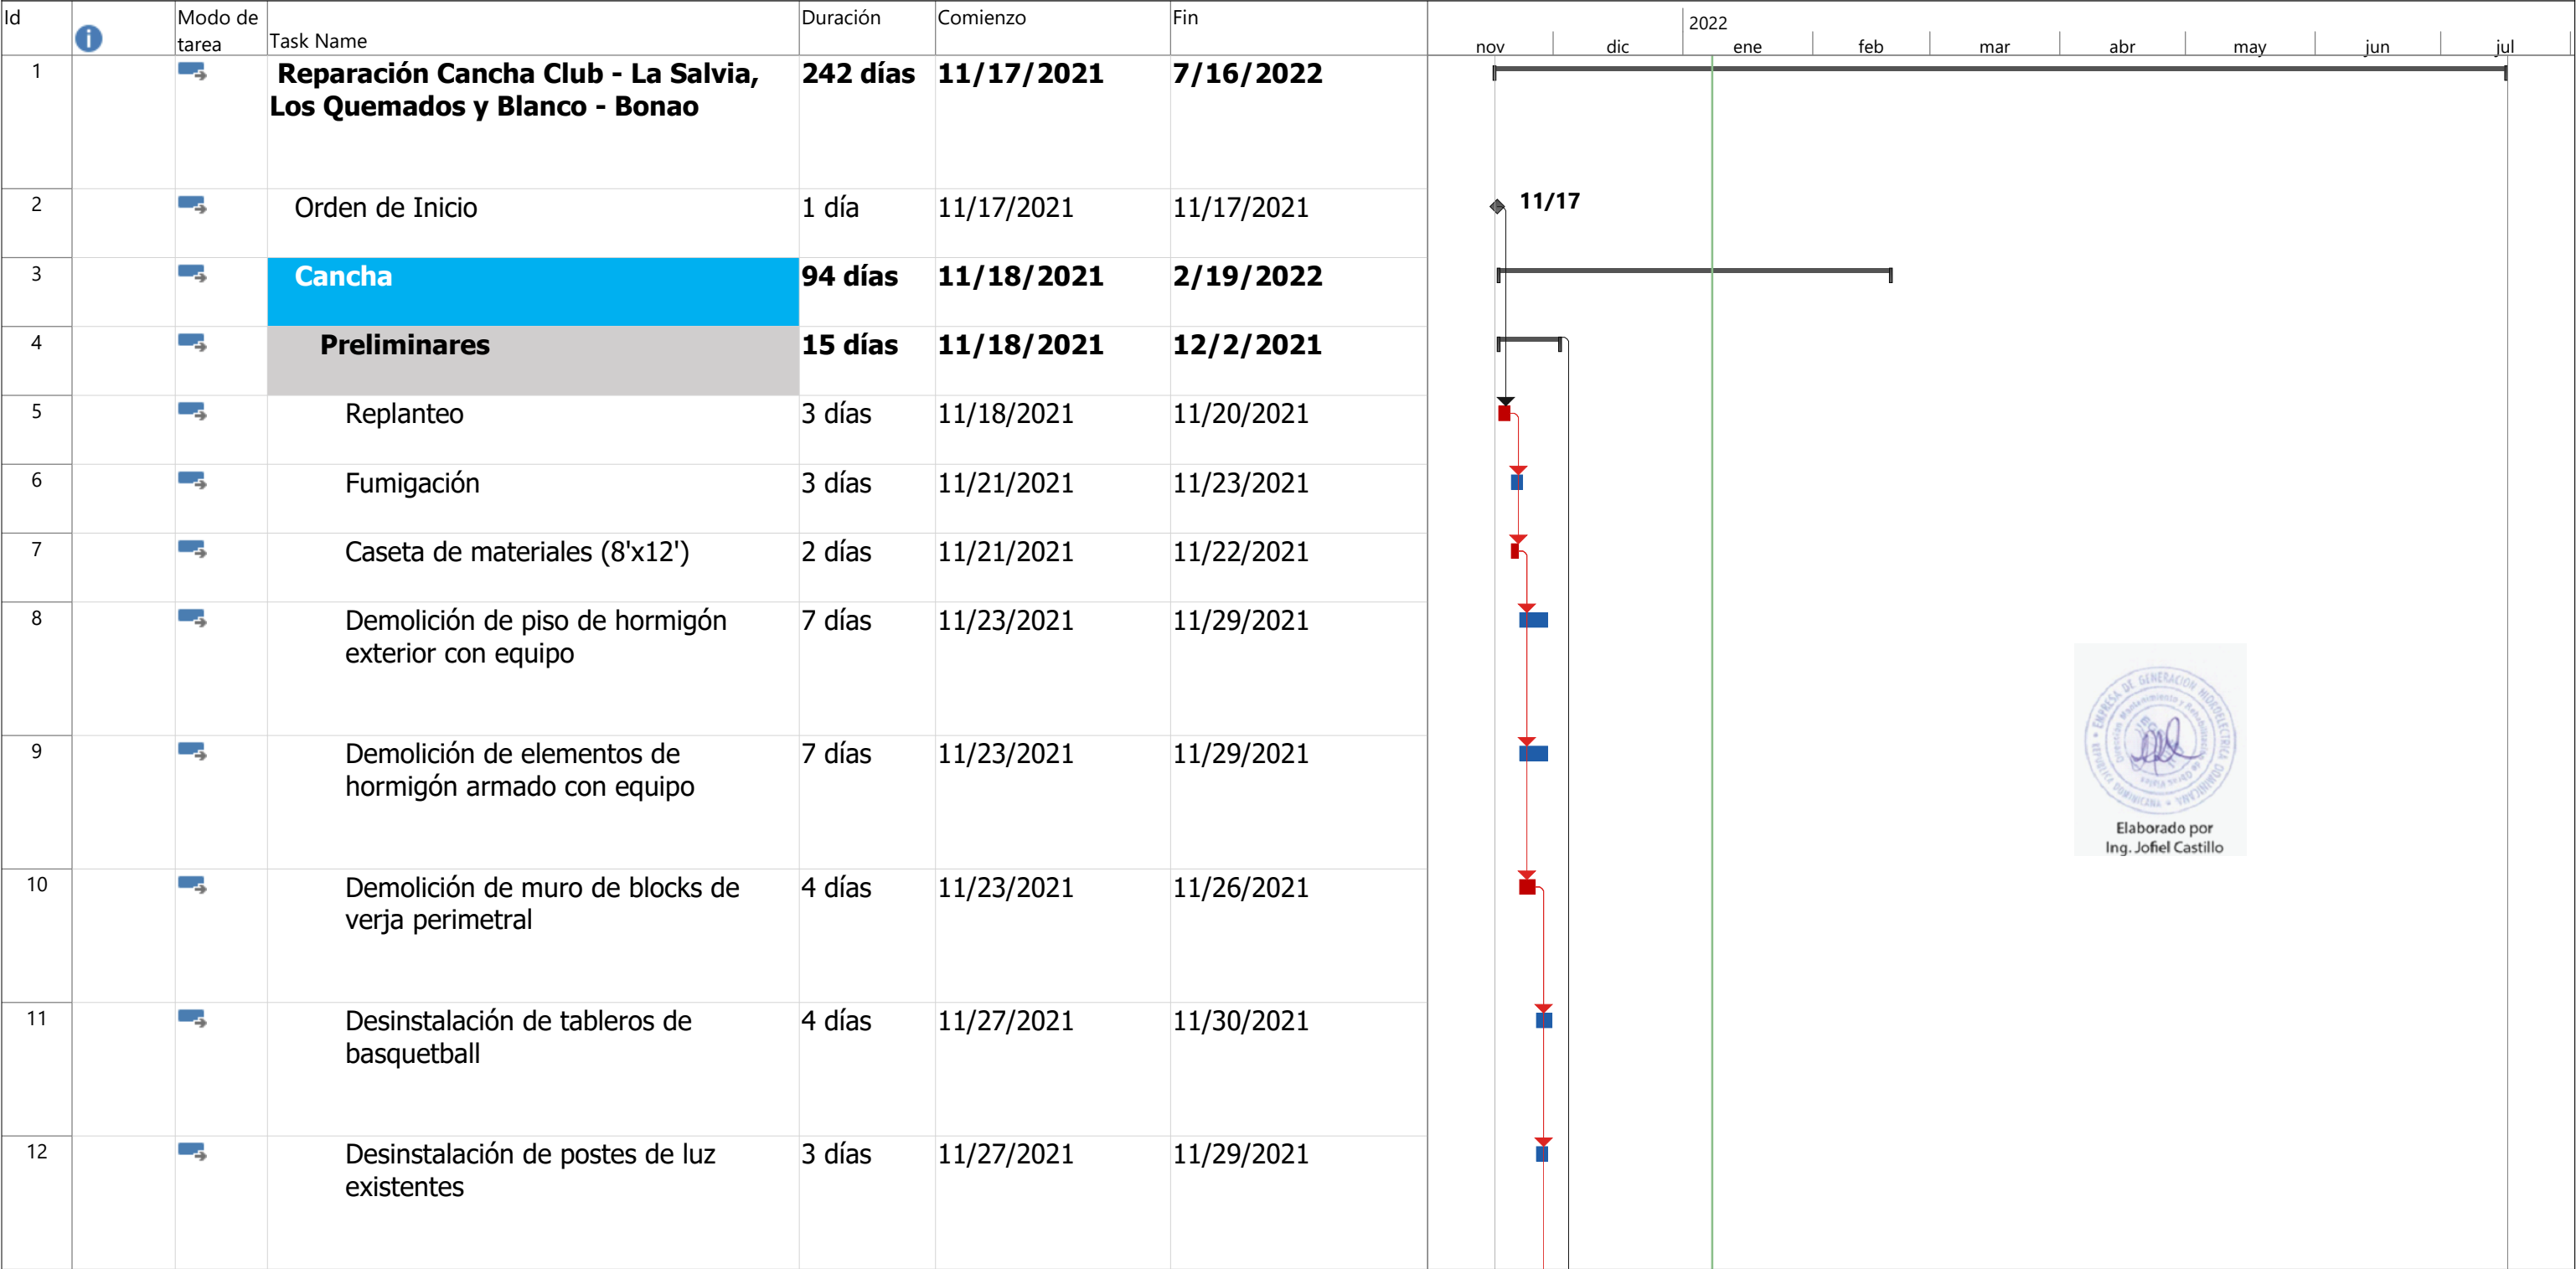 Id Modo de tarea Task Name Duración Comienzo Fin
2022
nov dic ene feb mar abr may jun jul
1 Reparación Cancha Club - La Salvia, 242 días 11/17/2021 7/16/2022
Los Quemados y Blanco - Bonao
2 Orden de Inicio 1 día 11/17/2021 11/17/2021 11/17
3 Cancha 94 días 11/18/2021 2/19/2022
4 Preliminares 15 días 11/18/2021 12/2/2021
5 Replanteo 3 días 11/18/2021 11/20/2021
6 Fumigación 3 días 11/21/2021 11/23/2021
7 Caseta de materiales (8'x12') 2 días 11/21/2021 11/22/2021
8 Demolición de piso de hormigón 7 días 11/23/2021 11/29/2021
exterior con equipo
9 Demolición de elementos de 7 días 11/23/2021 11/29/2021
hormigón armado con equipo
10 Demolición de muro de blocks de 4 días 11/23/2021 11/26/2021
verja perimetral
11 Desinstalación de tableros de 4 días 11/27/2021 11/30/2021
basquetball
12 Desinstalación de postes de luz 3 días 11/27/2021 11/29/2021
existentes
EMPRESA DE GENERACION HIDROELECTRICA DOMINICANA
REPUBLICA DOMINICANA
Elaborado por
Ing. Jofiel Castillo